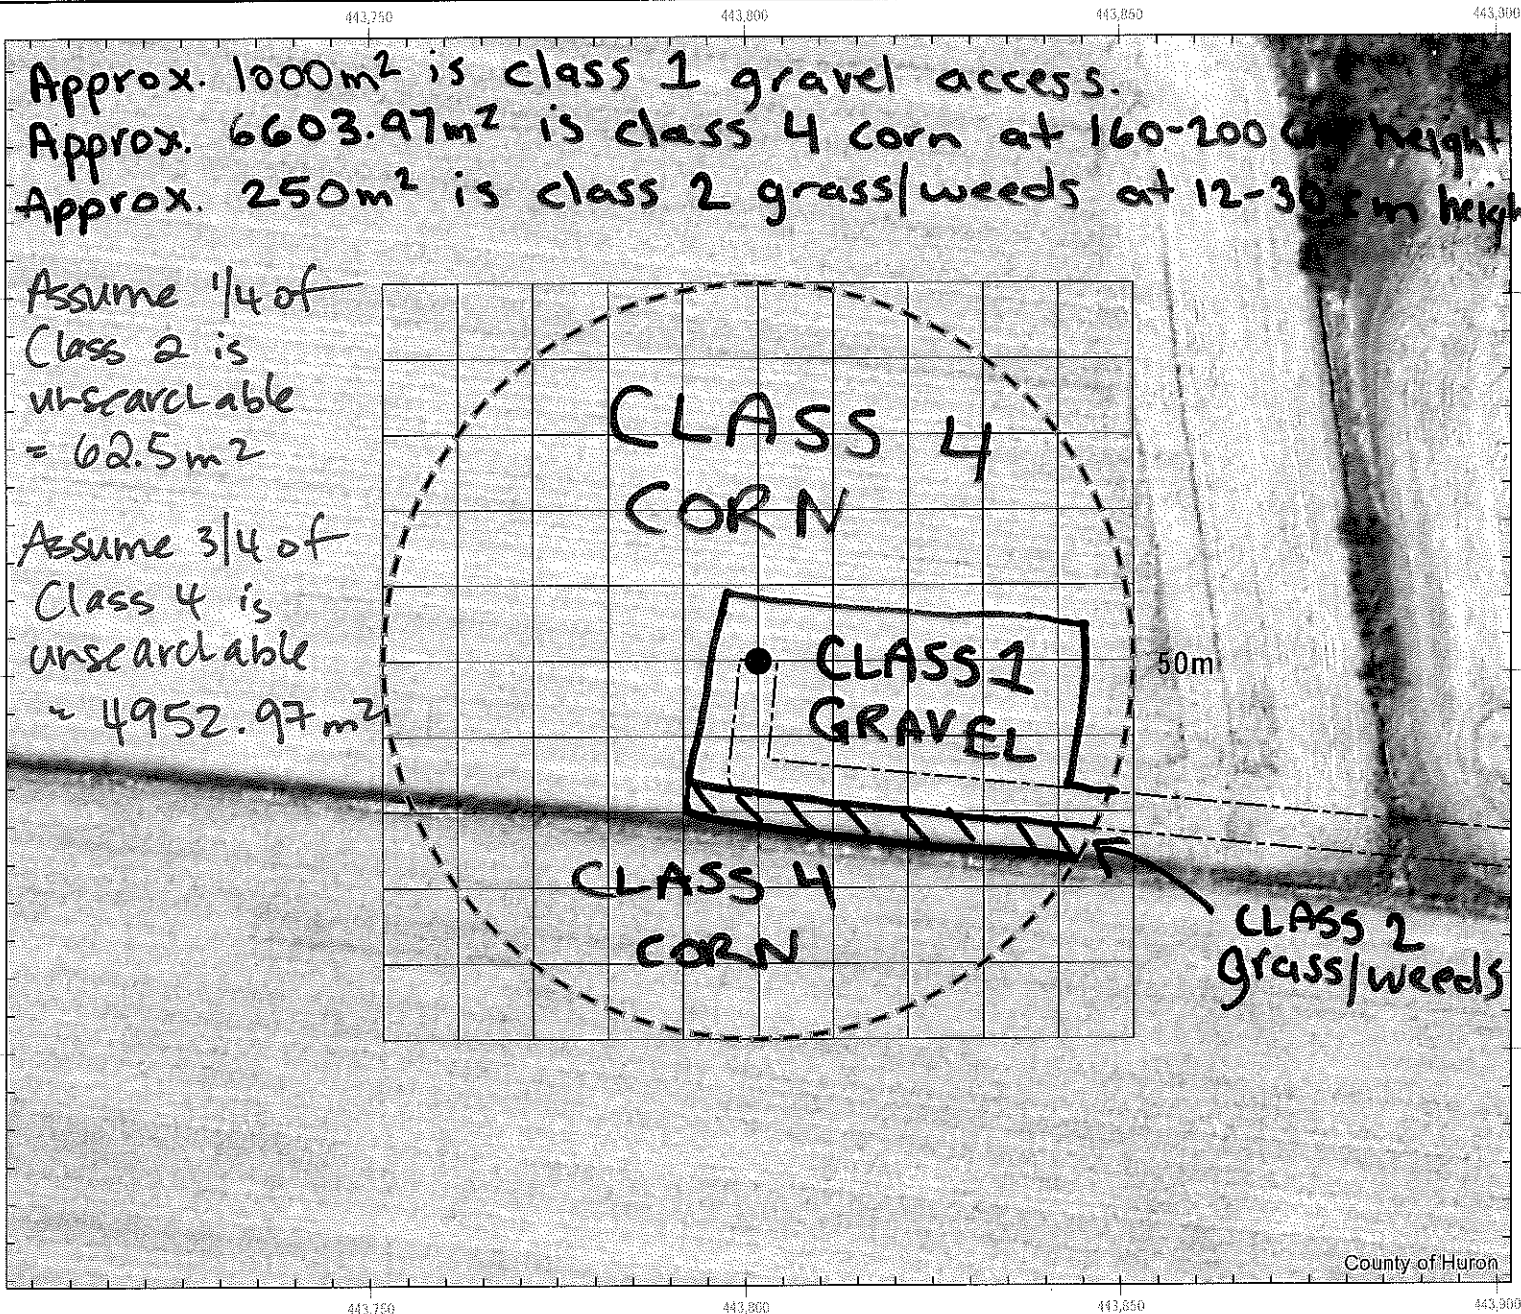 443,750 443,800 443,850 443,900
Approx. 1000m² is class 1 gravel access.
Approx. 6603.97m² is class 4 corn at 160-200 cm height
Approx. 250m² is class 2 grass/weeds at 12-30cm heigh
Assume 1/4 of
Class 2 is
unsearchable
= 62.5m²
Assume 3/4 of
Class 4 is
unsearchable
~ 4952.97m²
CLASS 4
CORN
CLASS 1
GRAVEL
50m
CLASS 4
CORN
CLASS 2
grass/weeds
County of Huron
443,750 443,800 443,850 443,900